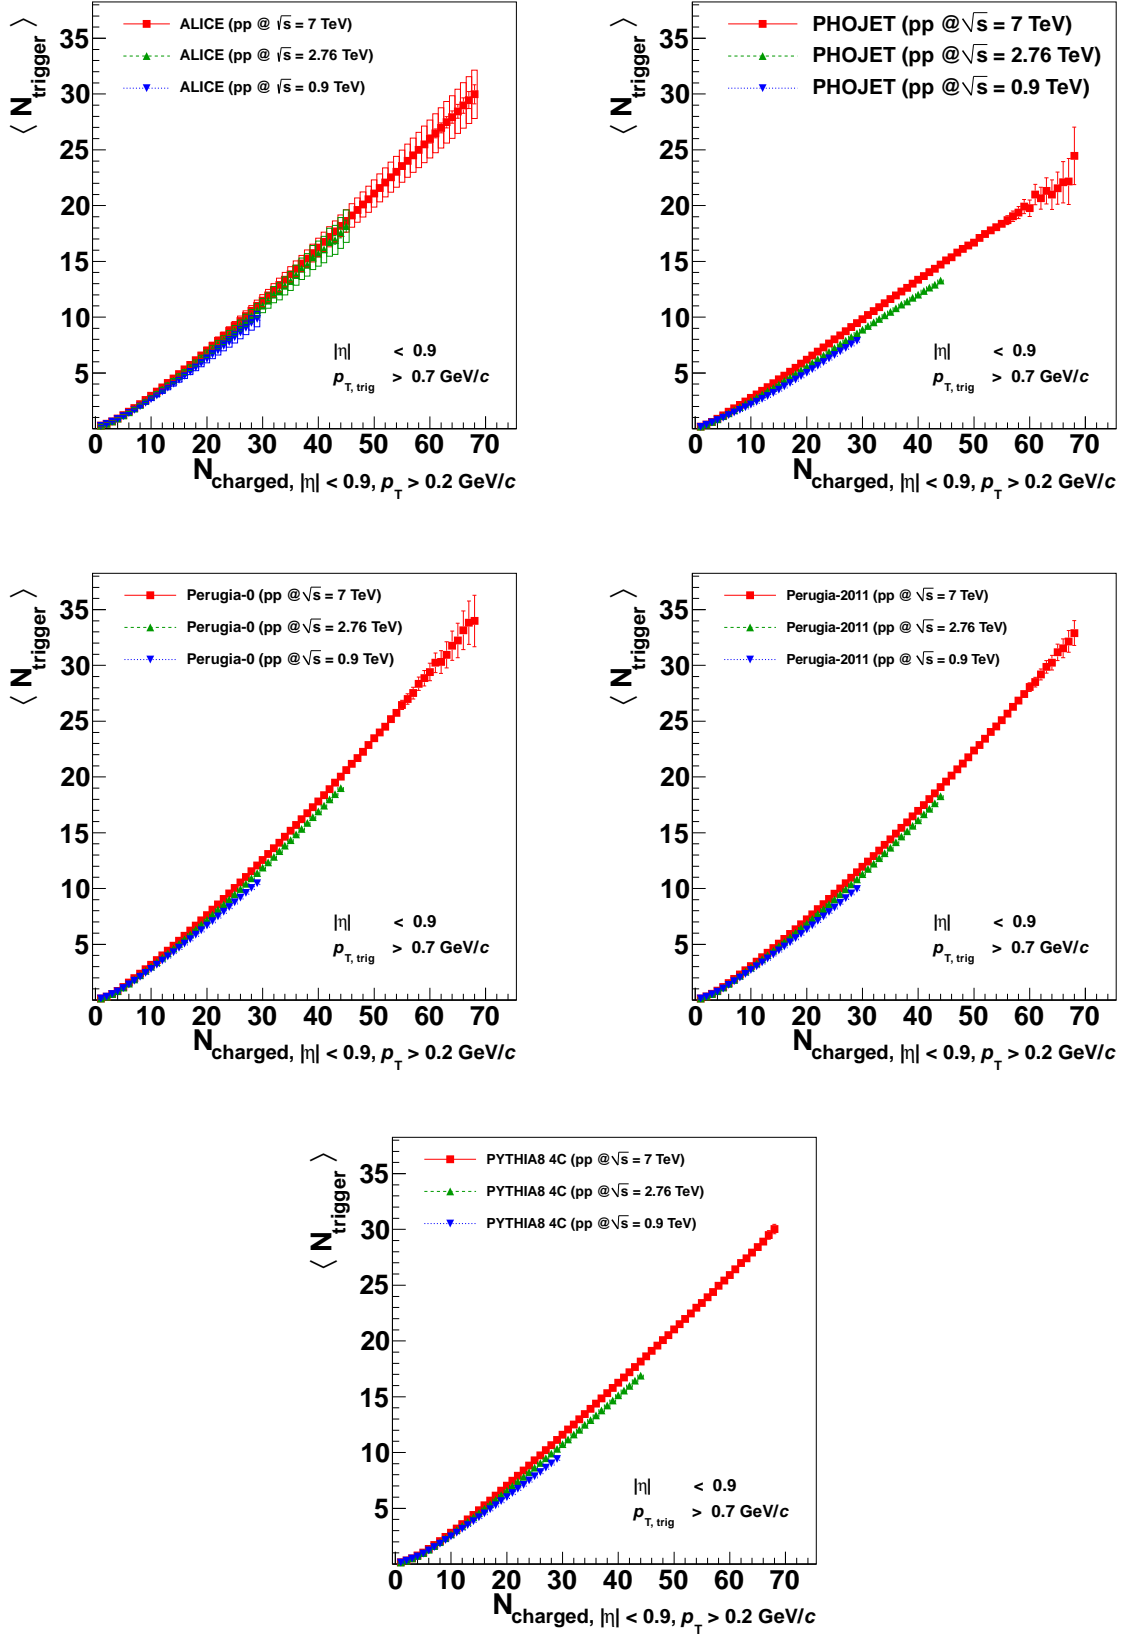 ALICE (pp @ √s = 7 TeV)
ALICE (pp @ √s = 2.76 TeV)
ALICE (pp @ √s = 0.9 TeV)
⟨ N_trigger ⟩
35
30
25
20
15
10
5
|η| < 0.9
p_T, trig > 0.7 GeV/c
0 10 20 30 40 50 60 70
N_charged, |η| < 0.9, p_T > 0.2 GeV/c
PHOJET (pp @ √s = 7 TeV)
PHOJET (pp @ √s = 2.76 TeV)
PHOJET (pp @ √s = 0.9 TeV)
⟨ N_trigger ⟩
35
30
25
20
15
10
5
|η| < 0.9
p_T, trig > 0.7 GeV/c
0 10 20 30 40 50 60 70
N_charged, |η| < 0.9, p_T > 0.2 GeV/c
Perugia-0 (pp @ √s = 7 TeV)
Perugia-0 (pp @ √s = 2.76 TeV)
Perugia-0 (pp @ √s = 0.9 TeV)
⟨ N_trigger ⟩
35
30
25
20
15
10
5
|η| < 0.9
p_T, trig > 0.7 GeV/c
0 10 20 30 40 50 60 70
N_charged, |η| < 0.9, p_T > 0.2 GeV/c
Perugia-2011 (pp @ √s = 7 TeV)
Perugia-2011 (pp @ √s = 2.76 TeV)
Perugia-2011 (pp @ √s = 0.9 TeV)
⟨ N_trigger ⟩
35
30
25
20
15
10
5
|η| < 0.9
p_T, trig > 0.7 GeV/c
0 10 20 30 40 50 60 70
N_charged, |η| < 0.9, p_T > 0.2 GeV/c
PYTHIA8 4C (pp @ √s = 7 TeV)
PYTHIA8 4C (pp @ √s = 2.76 TeV)
PYTHIA8 4C (pp @ √s = 0.9 TeV)
⟨ N_trigger ⟩
35
30
25
20
15
10
5
|η| < 0.9
p_T, trig > 0.7 GeV/c
0 10 20 30 40 50 60 70
N_charged, |η| < 0.9, p_T > 0.2 GeV/c